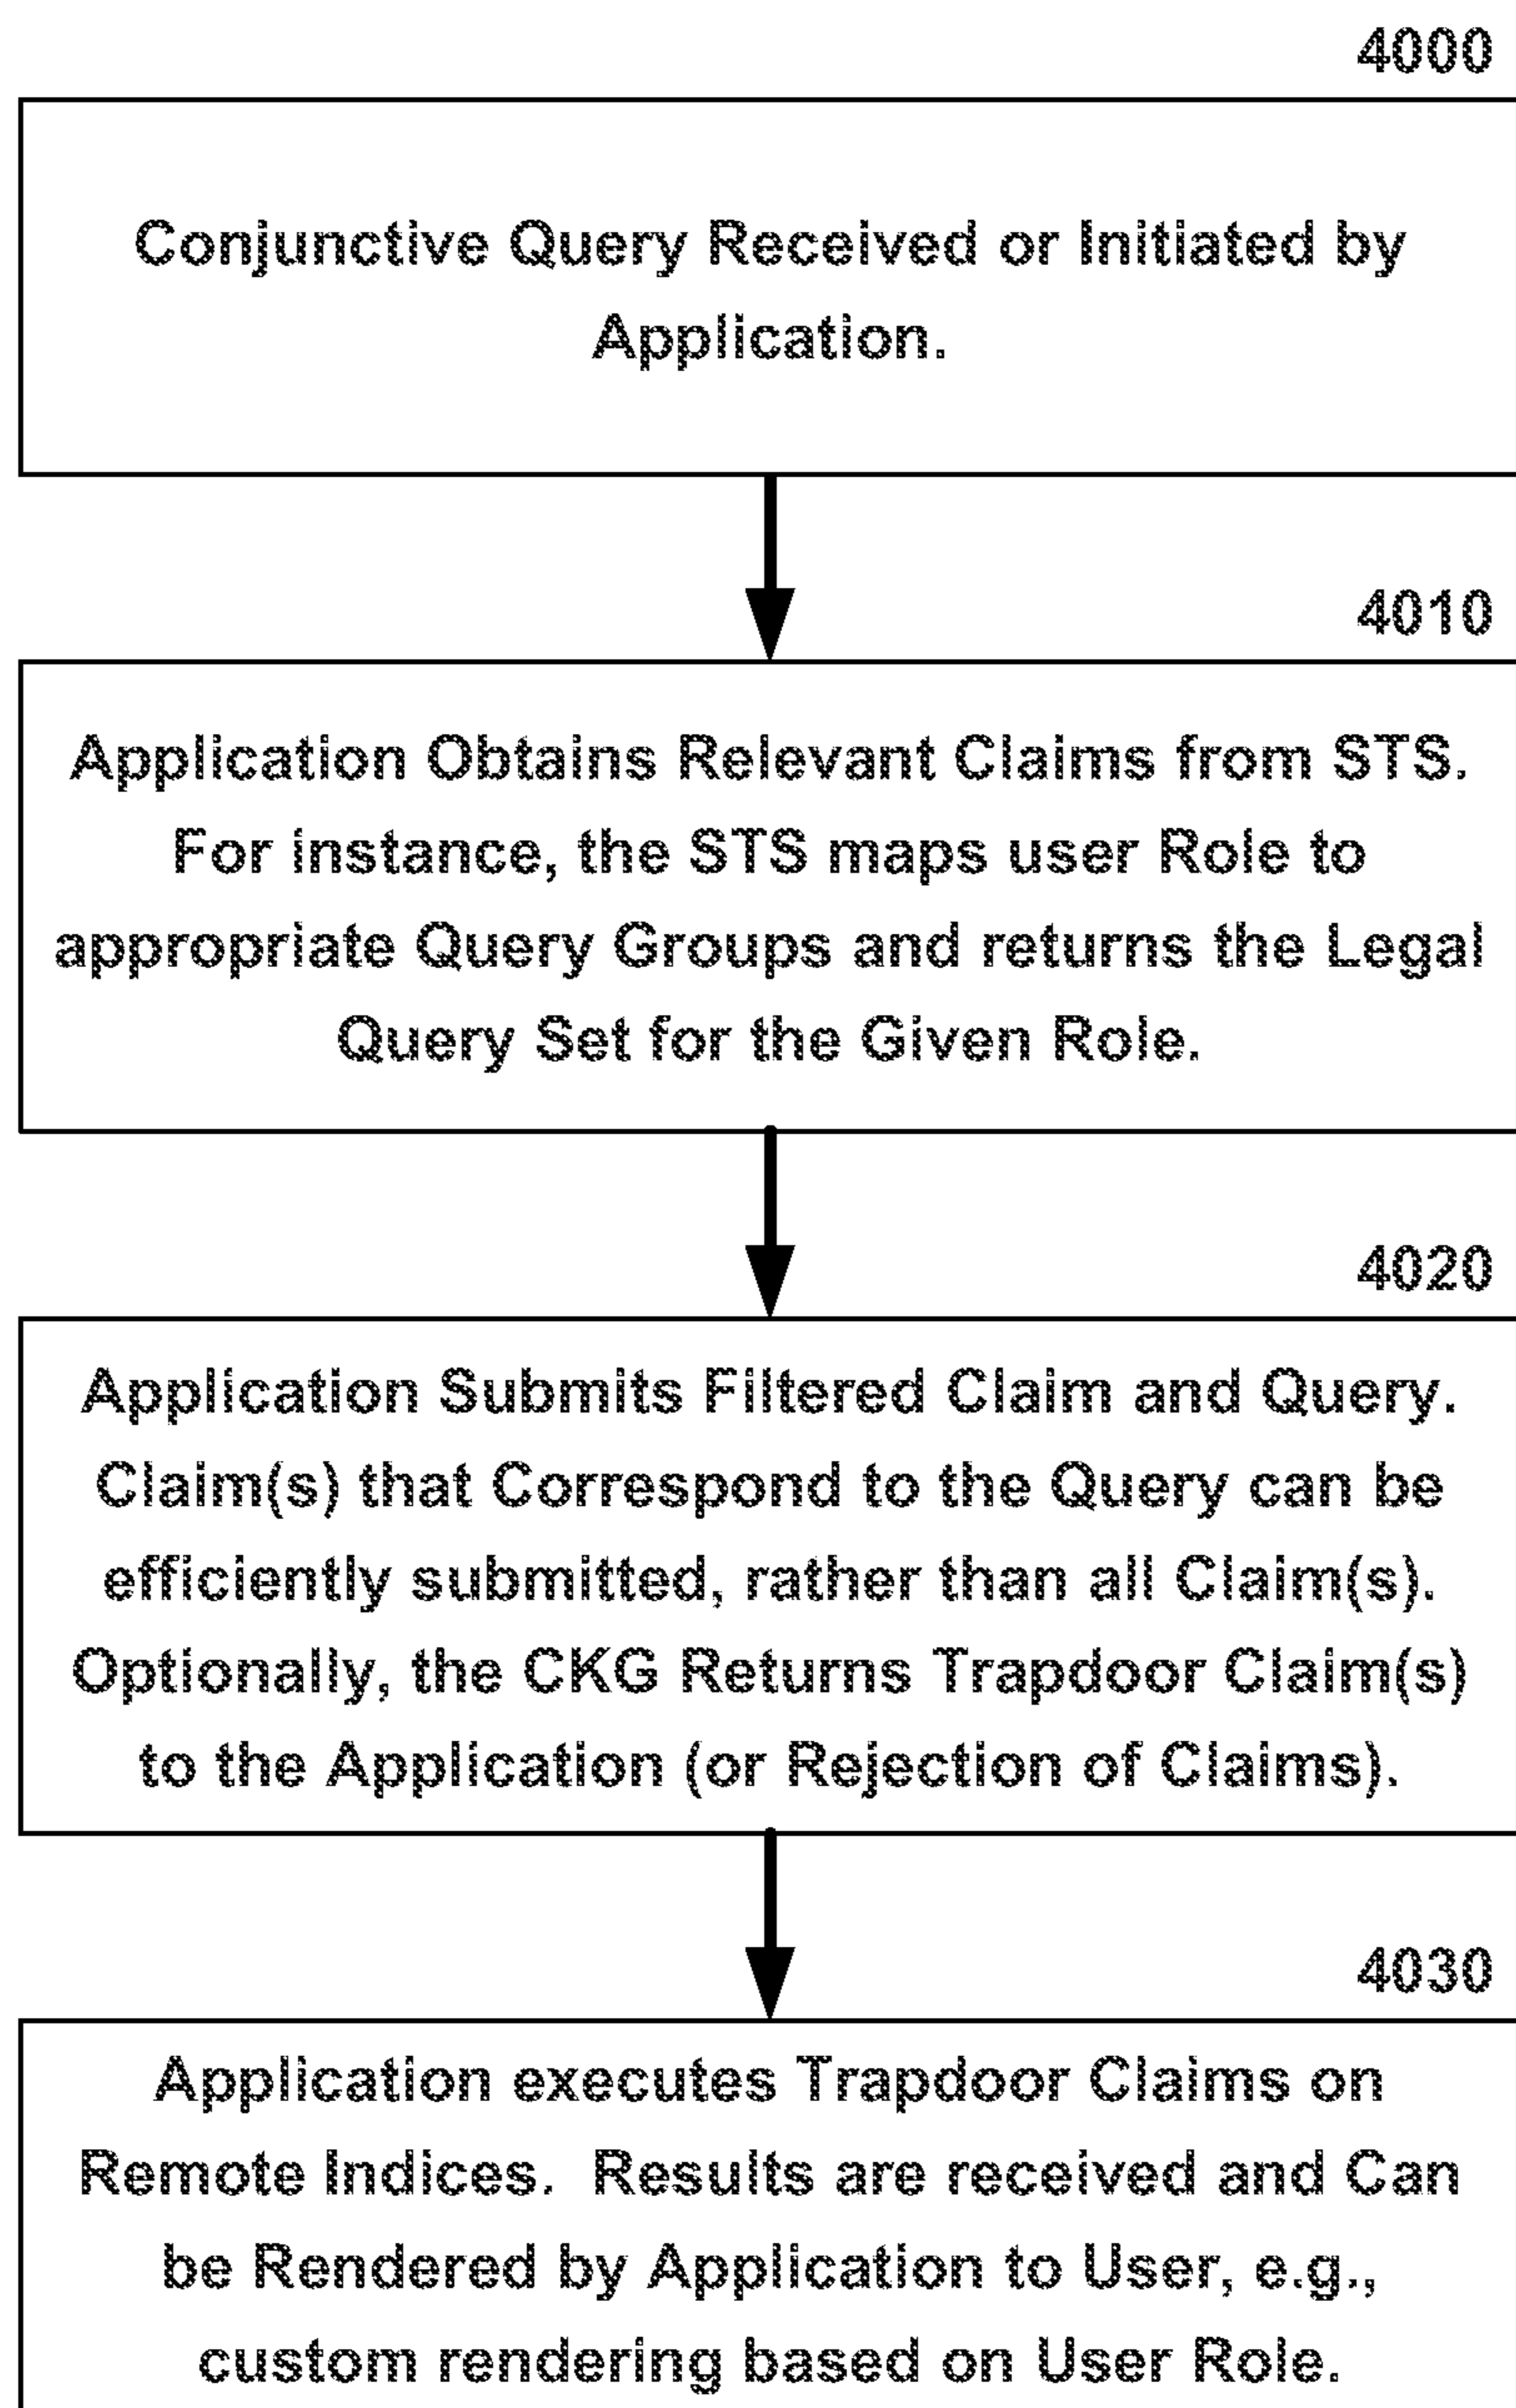 4000
Conjunctive Query Received or Initiated by
Application.
4010
Application Obtains Relevant Claims from STS.
For instance, the STS maps user Role to
appropriate Query Groups and returns the Legal
Query Set for the Given Role.
4020
Application Submits Filtered Claim and Query.
Claim(s) that Correspond to the Query can be
efficiently submitted, rather than all Claim(s).
Optionally, the CKG Returns Trapdoor Claim(s)
to the Application (or Rejection of Claims).
4030
Application executes Trapdoor Claims on
Remote Indices. Results are received and Can
be Rendered by Application to User, e.g.,
custom rendering based on User Role.